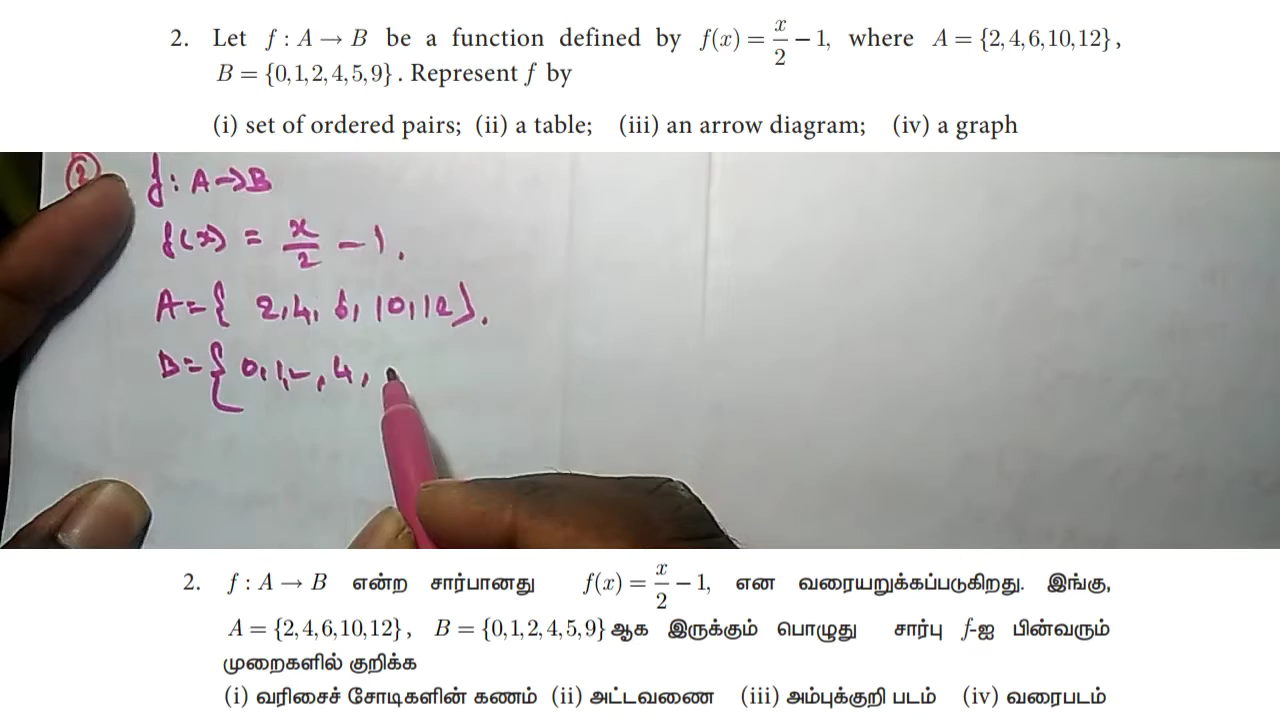 2. Let f : A → B be a function defined by f(x) = x/2 − 1, where A = {2, 4, 6, 10, 12},
B = {0, 1, 2, 4, 5, 9}. Represent f by
(i) set of ordered pairs; (ii) a table; (iii) an arrow diagram; (iv) a graph
② f : A → B
f(x) = x/2 − 1.
A = { 2, 4, 6, 10, 12 }.
B = { 0, 1, 2, 4,
2. f : A → B என்ற சார்பானது f(x) = x/2 − 1, என வரையறுக்கப்படுகிறது. இங்கு,
A = {2, 4, 6, 10, 12}, B = {0, 1, 2, 4, 5, 9} ஆக இருக்கும் பொழுது சார்பு f-ஐ பின்வரும்
முறைகளில் குறிக்க
(i) வரிசைச் சோடிகளின் கணம் (ii) அட்டவணை (iii) அம்புக்குறி படம் (iv) வரைபடம்